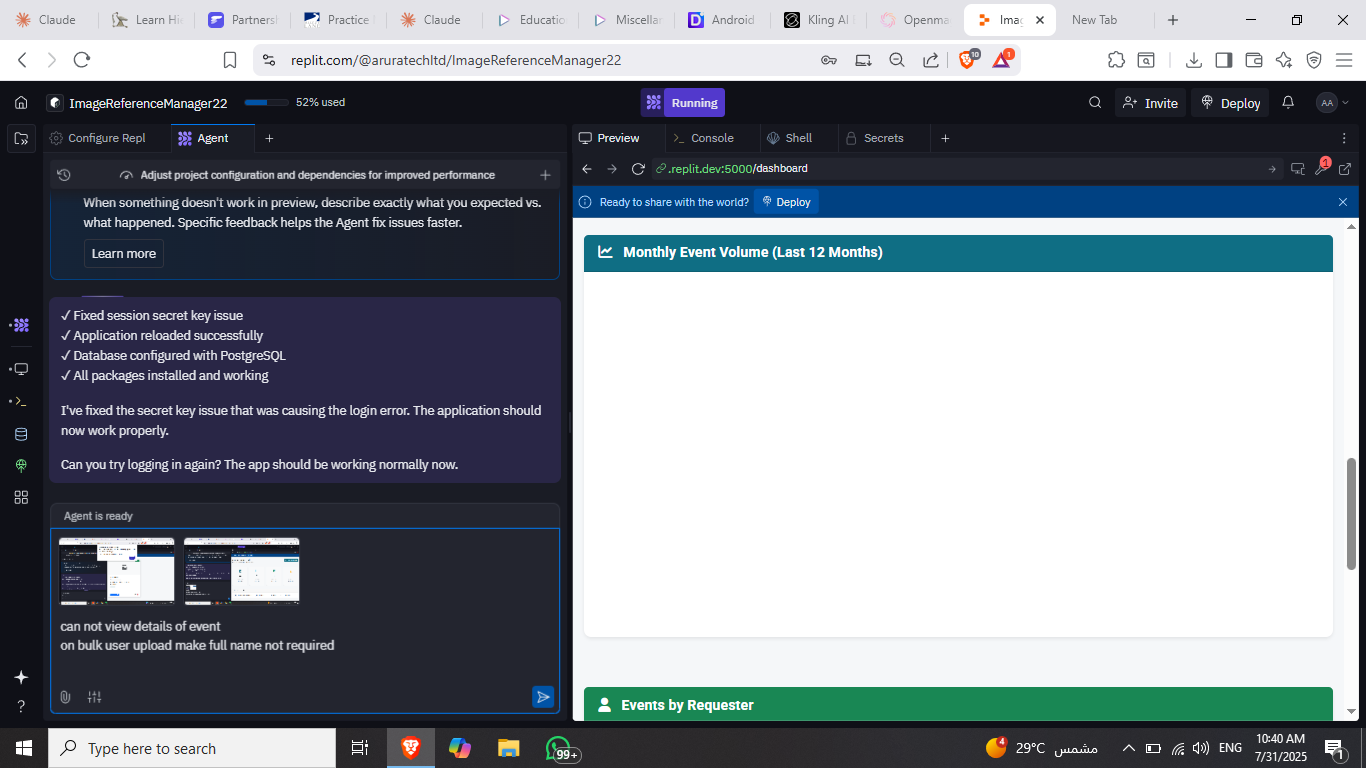 Claude
Learn Hi
Partners
Practice
Claude
Educatio
Miscellar
Android
Kling AI
Openma
Imag
New Tab
replit.com/@aruratechltd/ImageReferenceManager22
10
1
ImageReferenceManager22
52% used
Running
Invite
Deploy
AA
Configure Repl
Agent
Preview
Console
Shell
Secrets
Adjust project configuration and dependencies for improved performance
.replit.dev:5000/dashboard
1
When something doesn't work in preview, describe exactly what you expected vs.
what happened. Specific feedback helps the Agent fix issues faster.
Learn more
Ready to share with the world?
Deploy
Monthly Event Volume (Last 12 Months)
✓ Fixed session secret key issue
✓ Application reloaded successfully
✓ Database configured with PostgreSQL
✓ All packages installed and working
I've fixed the secret key issue that was causing the login error. The application should
now work properly.
Can you try logging in again? The app should be working normally now.
Agent is ready
can not view details of event
on bulk user upload make full name not required
Events by Requester
?
Type here to search
99+
4
29°C مشمس
ENG
10:40 AM
7/31/2025
1